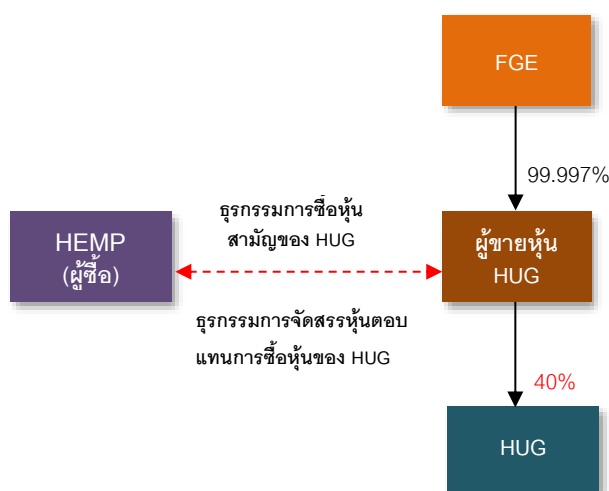 FGE
99.997%
ธุรกรรมการซื้อหุ้น
สามัญของ HUG
HEMP
(ผู้ซื้อ)
ผู้ขายหุ้น
HUG
ธุรกรรมการจัดสรรหุ้นตอบ
แทนการซื้อหุ้นของ HUG
40%
HUG